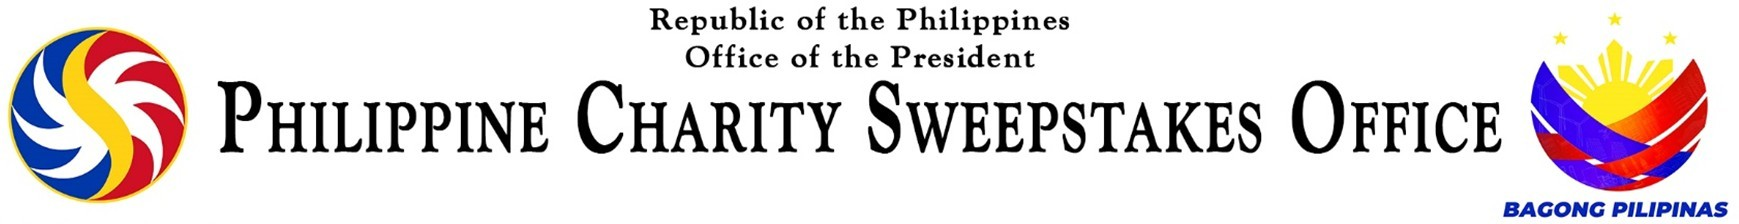 Republic of the Philippines
Office of the President
PHILIPPINE CHARITY SWEEPSTAKES OFFICE
BAGONG PILIPINAS